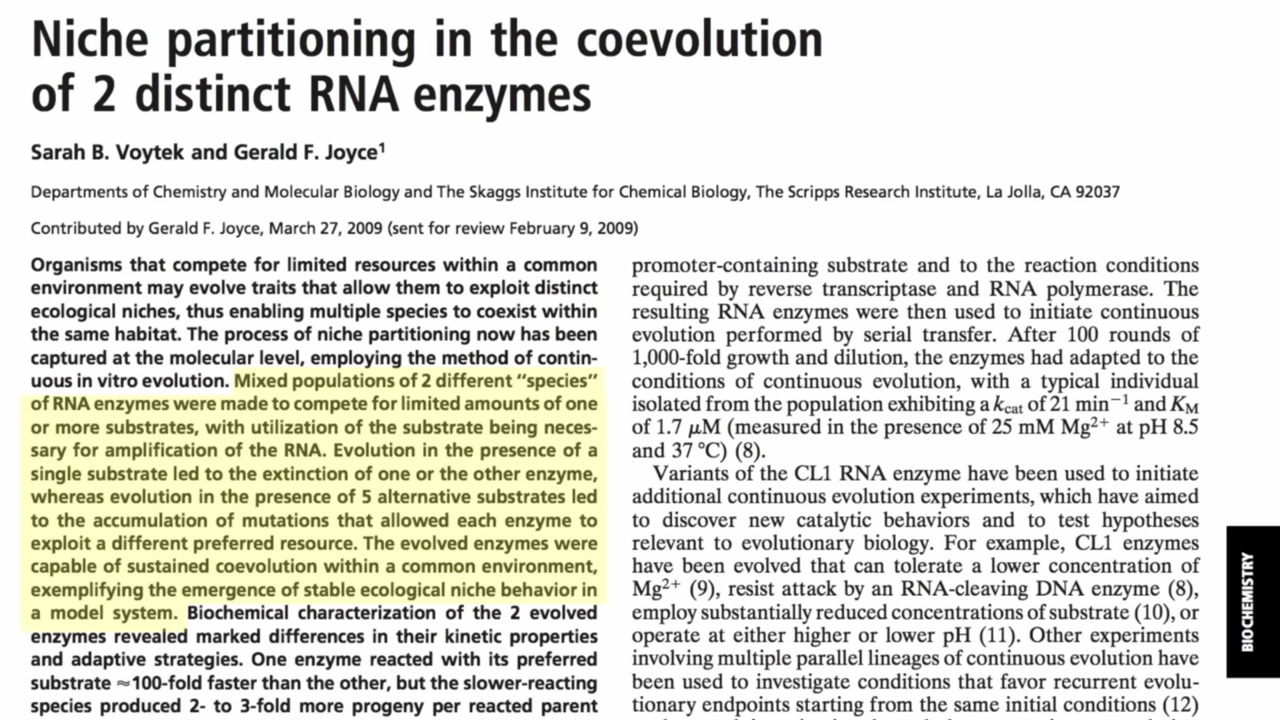 Niche partitioning in the coevolution
of 2 distinct RNA enzymes
Sarah B. Voytek and Gerald F. Joyce¹
Departments of Chemistry and Molecular Biology and The Skaggs Institute for Chemical Biology, The Scripps Research Institute, La Jolla, CA 92037
Contributed by Gerald F. Joyce, March 27, 2009 (sent for review February 9, 2009)
Organisms that compete for limited resources within a common
environment may evolve traits that allow them to exploit distinct
ecological niches, thus enabling multiple species to coexist within
the same habitat. The process of niche partitioning now has been
captured at the molecular level, employing the method of contin-
uous in vitro evolution. Mixed populations of 2 different "species"
of RNA enzymes were made to compete for limited amounts of one
or more substrates, with utilization of the substrate being neces-
sary for amplification of the RNA. Evolution in the presence of a
single substrate led to the extinction of one or the other enzyme,
whereas evolution in the presence of 5 alternative substrates led
to the accumulation of mutations that allowed each enzyme to
exploit a different preferred resource. The evolved enzymes were
capable of sustained coevolution within a common environment,
exemplifying the emergence of stable ecological niche behavior in
a model system. Biochemical characterization of the 2 evolved
enzymes revealed marked differences in their kinetic properties
and adaptive strategies. One enzyme reacted with its preferred
substrate ≈100-fold faster than the other, but the slower-reacting
species produced 2- to 3-fold more progeny per reacted parent
promoter-containing substrate and to the reaction conditions
required by reverse transcriptase and RNA polymerase. The
resulting RNA enzymes were then used to initiate continuous
evolution performed by serial transfer. After 100 rounds of
1,000-fold growth and dilution, the enzymes had adapted to the
conditions of continuous evolution, with a typical individual
isolated from the population exhibiting a kcat of 21 min⁻¹ and KM
of 1.7 μM (measured in the presence of 25 mM Mg²⁺ at pH 8.5
and 37 °C) (8).
Variants of the CL1 RNA enzyme have been used to initiate
additional continuous evolution experiments, which have aimed
to discover new catalytic behaviors and to test hypotheses
relevant to evolutionary biology. For example, CL1 enzymes
have been evolved that can tolerate a lower concentration of
Mg²⁺ (9), resist attack by an RNA-cleaving DNA enzyme (8),
employ substantially reduced concentrations of substrate (10), or
operate at either higher or lower pH (11). Other experiments
involving multiple parallel lineages of continuous evolution have
been used to investigate conditions that favor recurrent evolu-
tionary endpoints starting from the same initial conditions (12)
BIOCHEMISTRY